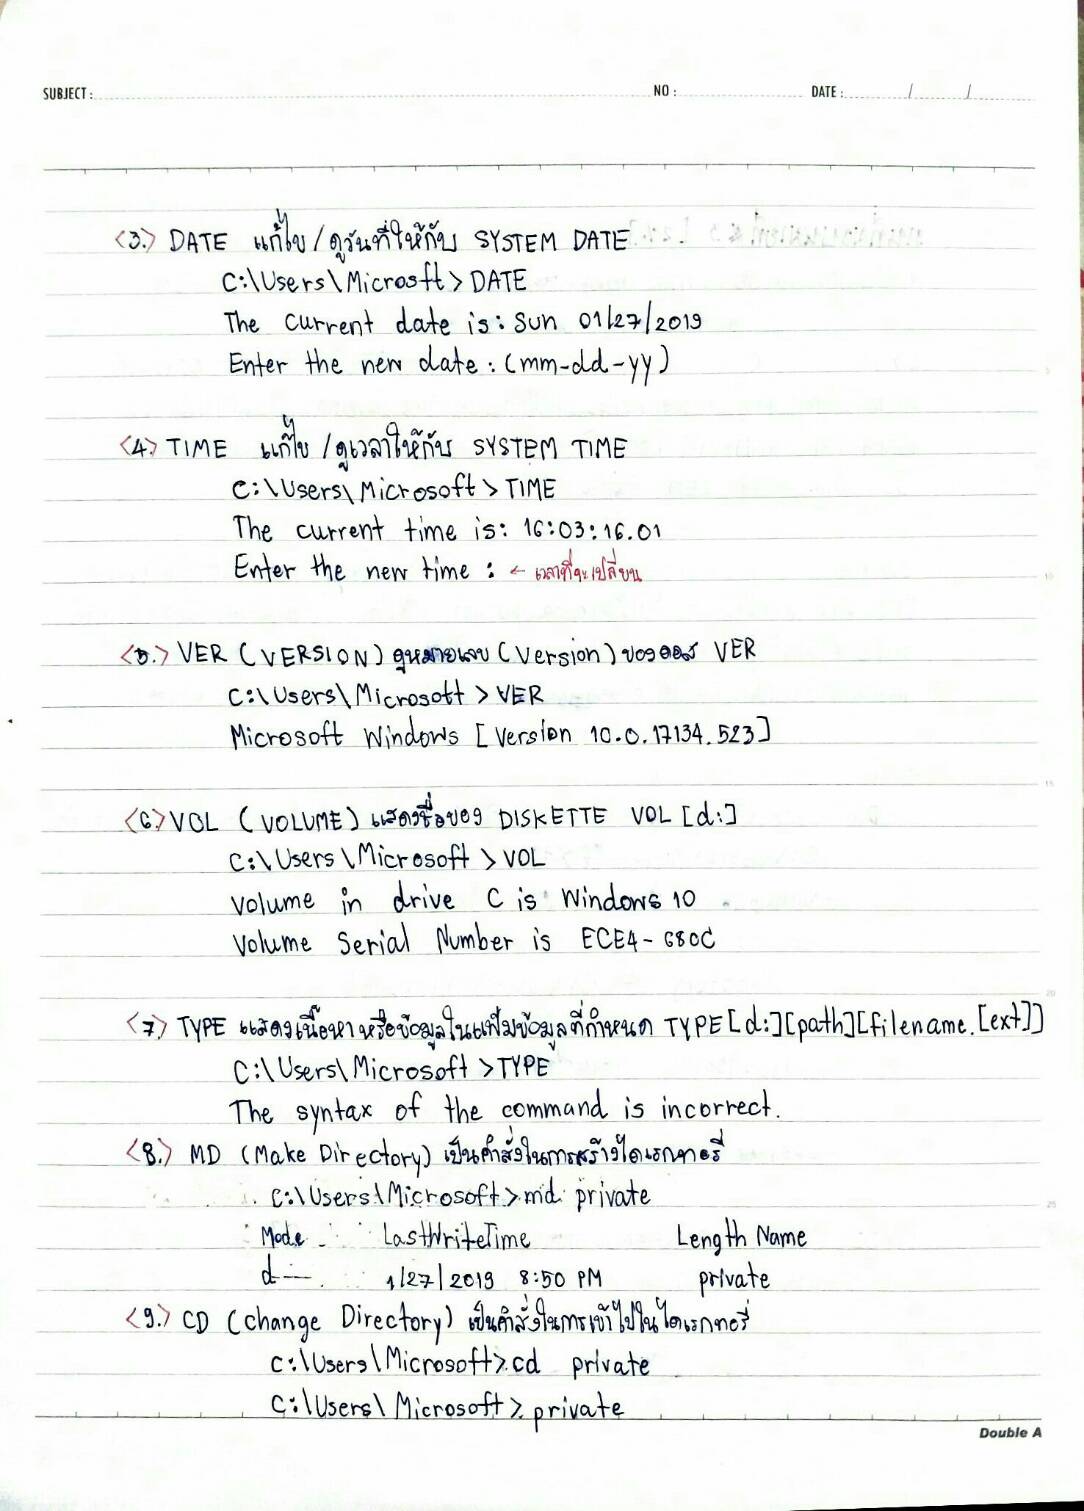 SUBJECT : NO : DATE : / /
<3.> DATE แก้ไข / ดูวันที่ให้กับ SYSTEM DATE
C:\Users\Microsft> DATE
The current date is: Sun 01/27/2019
Enter the new date : (mm-dd-yy)
<4.> TIME แก้ไข / ดูเวลาให้กับ SYSTEM TIME
C:\Users\Microsoft> TIME
The current time is: 16:03:16.01
Enter the new time : ← เวลาที่จะเปลี่ยน
<5.> VER (VERSION) ดูหมายเลข (Version) ของดอส VER
C:\Users\Microsoft > VER
Microsoft Windows [Version 10.0.17134.523]
<6> VOL (VOLUME) แสดงชื่อของ DISKETTE VOL [d:]
C:\Users\Microsoft > VOL
Volume in drive C is Windows 10
Volume Serial Number is ECE4-680C
<7> TYPE แสดงเนื้อหา หรือข้อมูลในแฟ้มข้อมูลที่กำหนด TYPE [d:][path][filename.[ext]]
C:\Users\Microsoft >TYPE
The syntax of the command is incorrect.
<8.> MD (Make Directory) เป็นคำสั่งในการสร้างไดเรกทอรี่
C:\Users\Microsoft> md private
Mode LastWriteTime Length Name
d---- 1/27/2019 8:50 PM private
<9.> CD (Change Directory) เป็นคำสั่งในการเข้าไปในไดเรกทอรี่
C:\Users\Microsoft> cd private
C:\Users\Microsoft> private
Double A